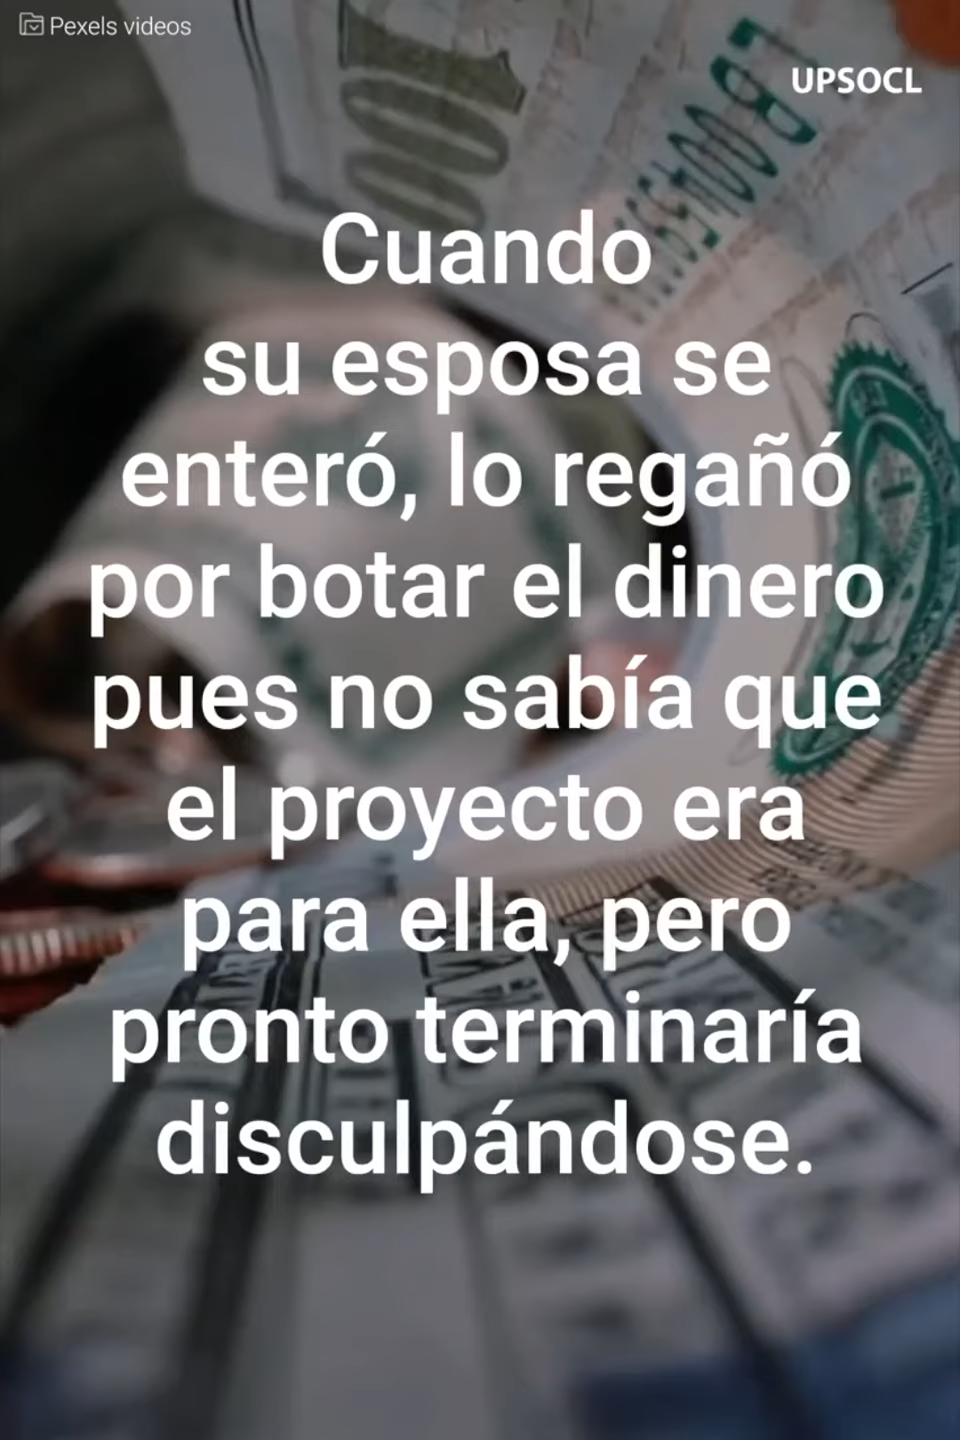 Pexels videos
UPSOCL
Cuando
su esposa se
enteró, lo regañó
por botar el dinero
pues no sabía que
el proyecto era
para ella, pero
pronto terminaría
disculpándose.
100